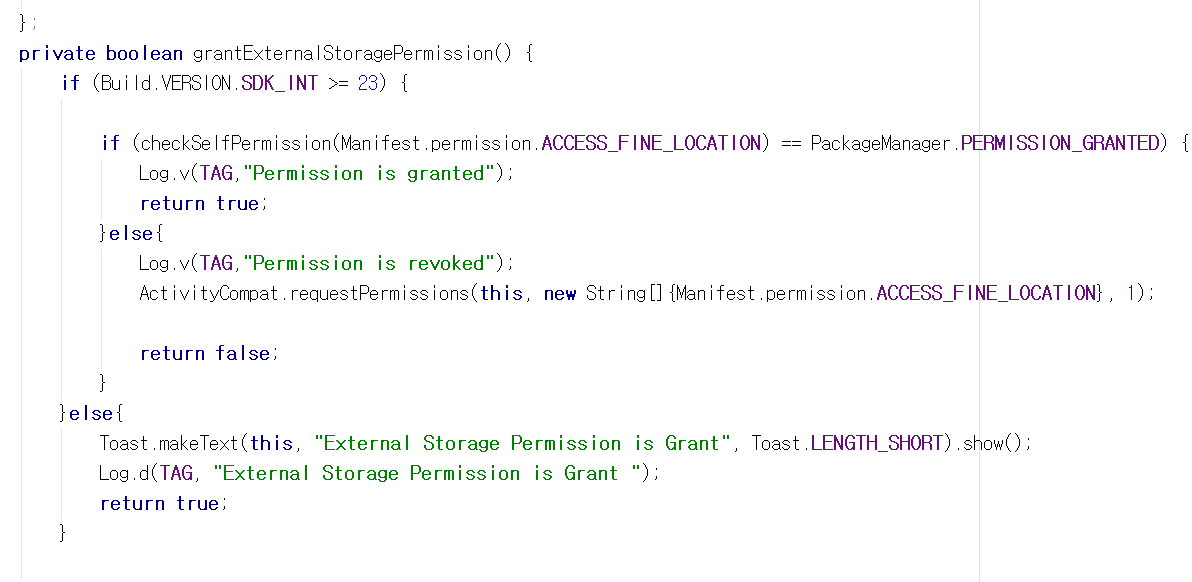 };
private boolean grantExternalStoragePermission() {
if (Build.VERSION.SDK_INT >= 23) {
if (checkSelfPermission(Manifest.permission.ACCESS_FINE_LOCATION) == PackageManager.PERMISSION_GRANTED) {
Log.v(TAG,"Permission is granted");
return true;
}else{
Log.v(TAG,"Permission is revoked");
ActivityCompat.requestPermissions(this, new String[]{Manifest.permission.ACCESS_FINE_LOCATION}, 1);
return false;
}
}else{
Toast.makeText(this, "External Storage Permission is Grant", Toast.LENGTH_SHORT).show();
Log.d(TAG, "External Storage Permission is Grant ");
return true;
}